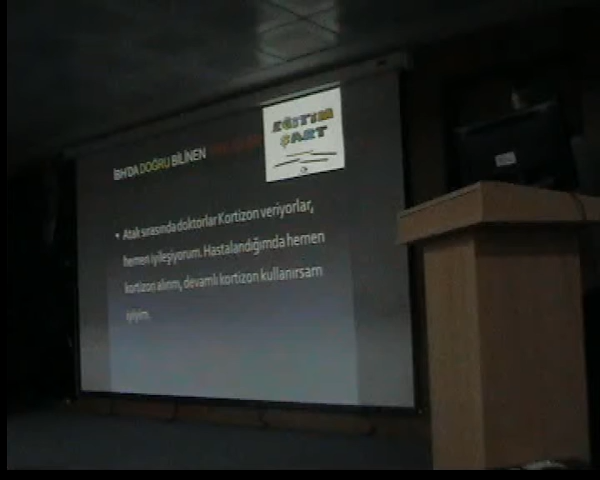 İBH'DA DOĞRU BİLİNEN
EĞİTİM
ŞART
• Atak sırasında doktorlar Kortizon veriyorlar,
hemen iyileşiyorum. Hastalandığımda hemen
kortizon alırım, devamlı kortizon kullanırsam
iyiyim.